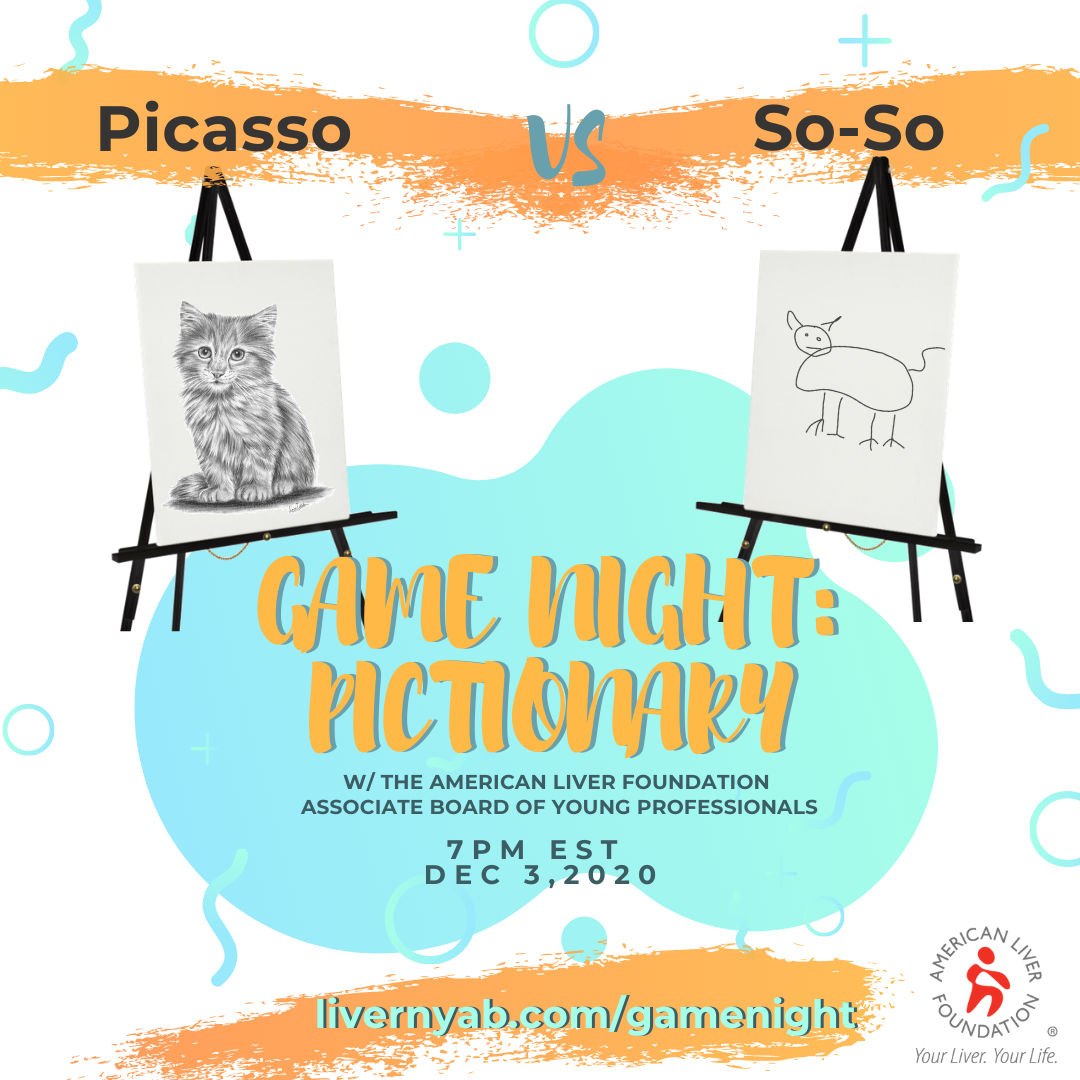 Picasso VS So-So
GAME NIGHT:
PICTIONARY
W/ THE AMERICAN LIVER FOUNDATION
ASSOCIATE BOARD OF YOUNG PROFESSIONALS
7PM EST
DEC 3,2020
livernyab.com/gamenight
AMERICAN LIVER
FOUNDATION ®
Your Liver. Your Life.